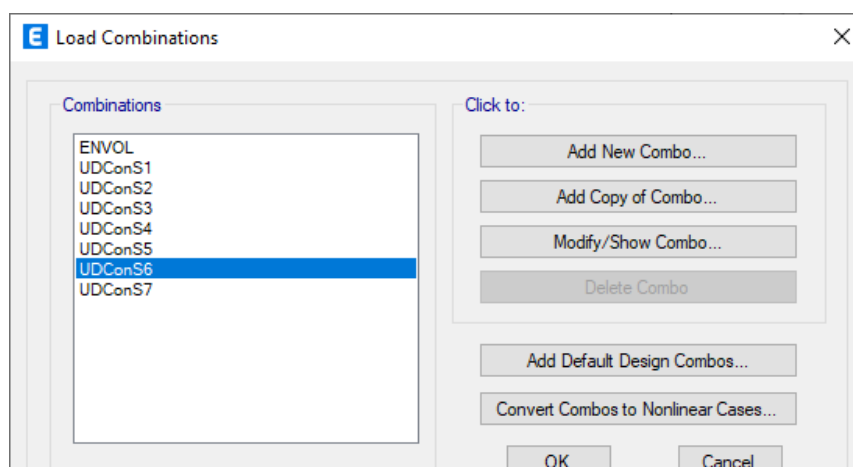 E Load Combinations
Combinations
ENVOL
UDConS1
UDConS2
UDConS3
UDConS4
UDConS5
UDConS6
UDConS7
Click to:
Add New Combo...
Add Copy of Combo...
Modify/Show Combo...
Delete Combo
Add Default Design Combos...
Convert Combos to Nonlinear Cases...
OK Cancel